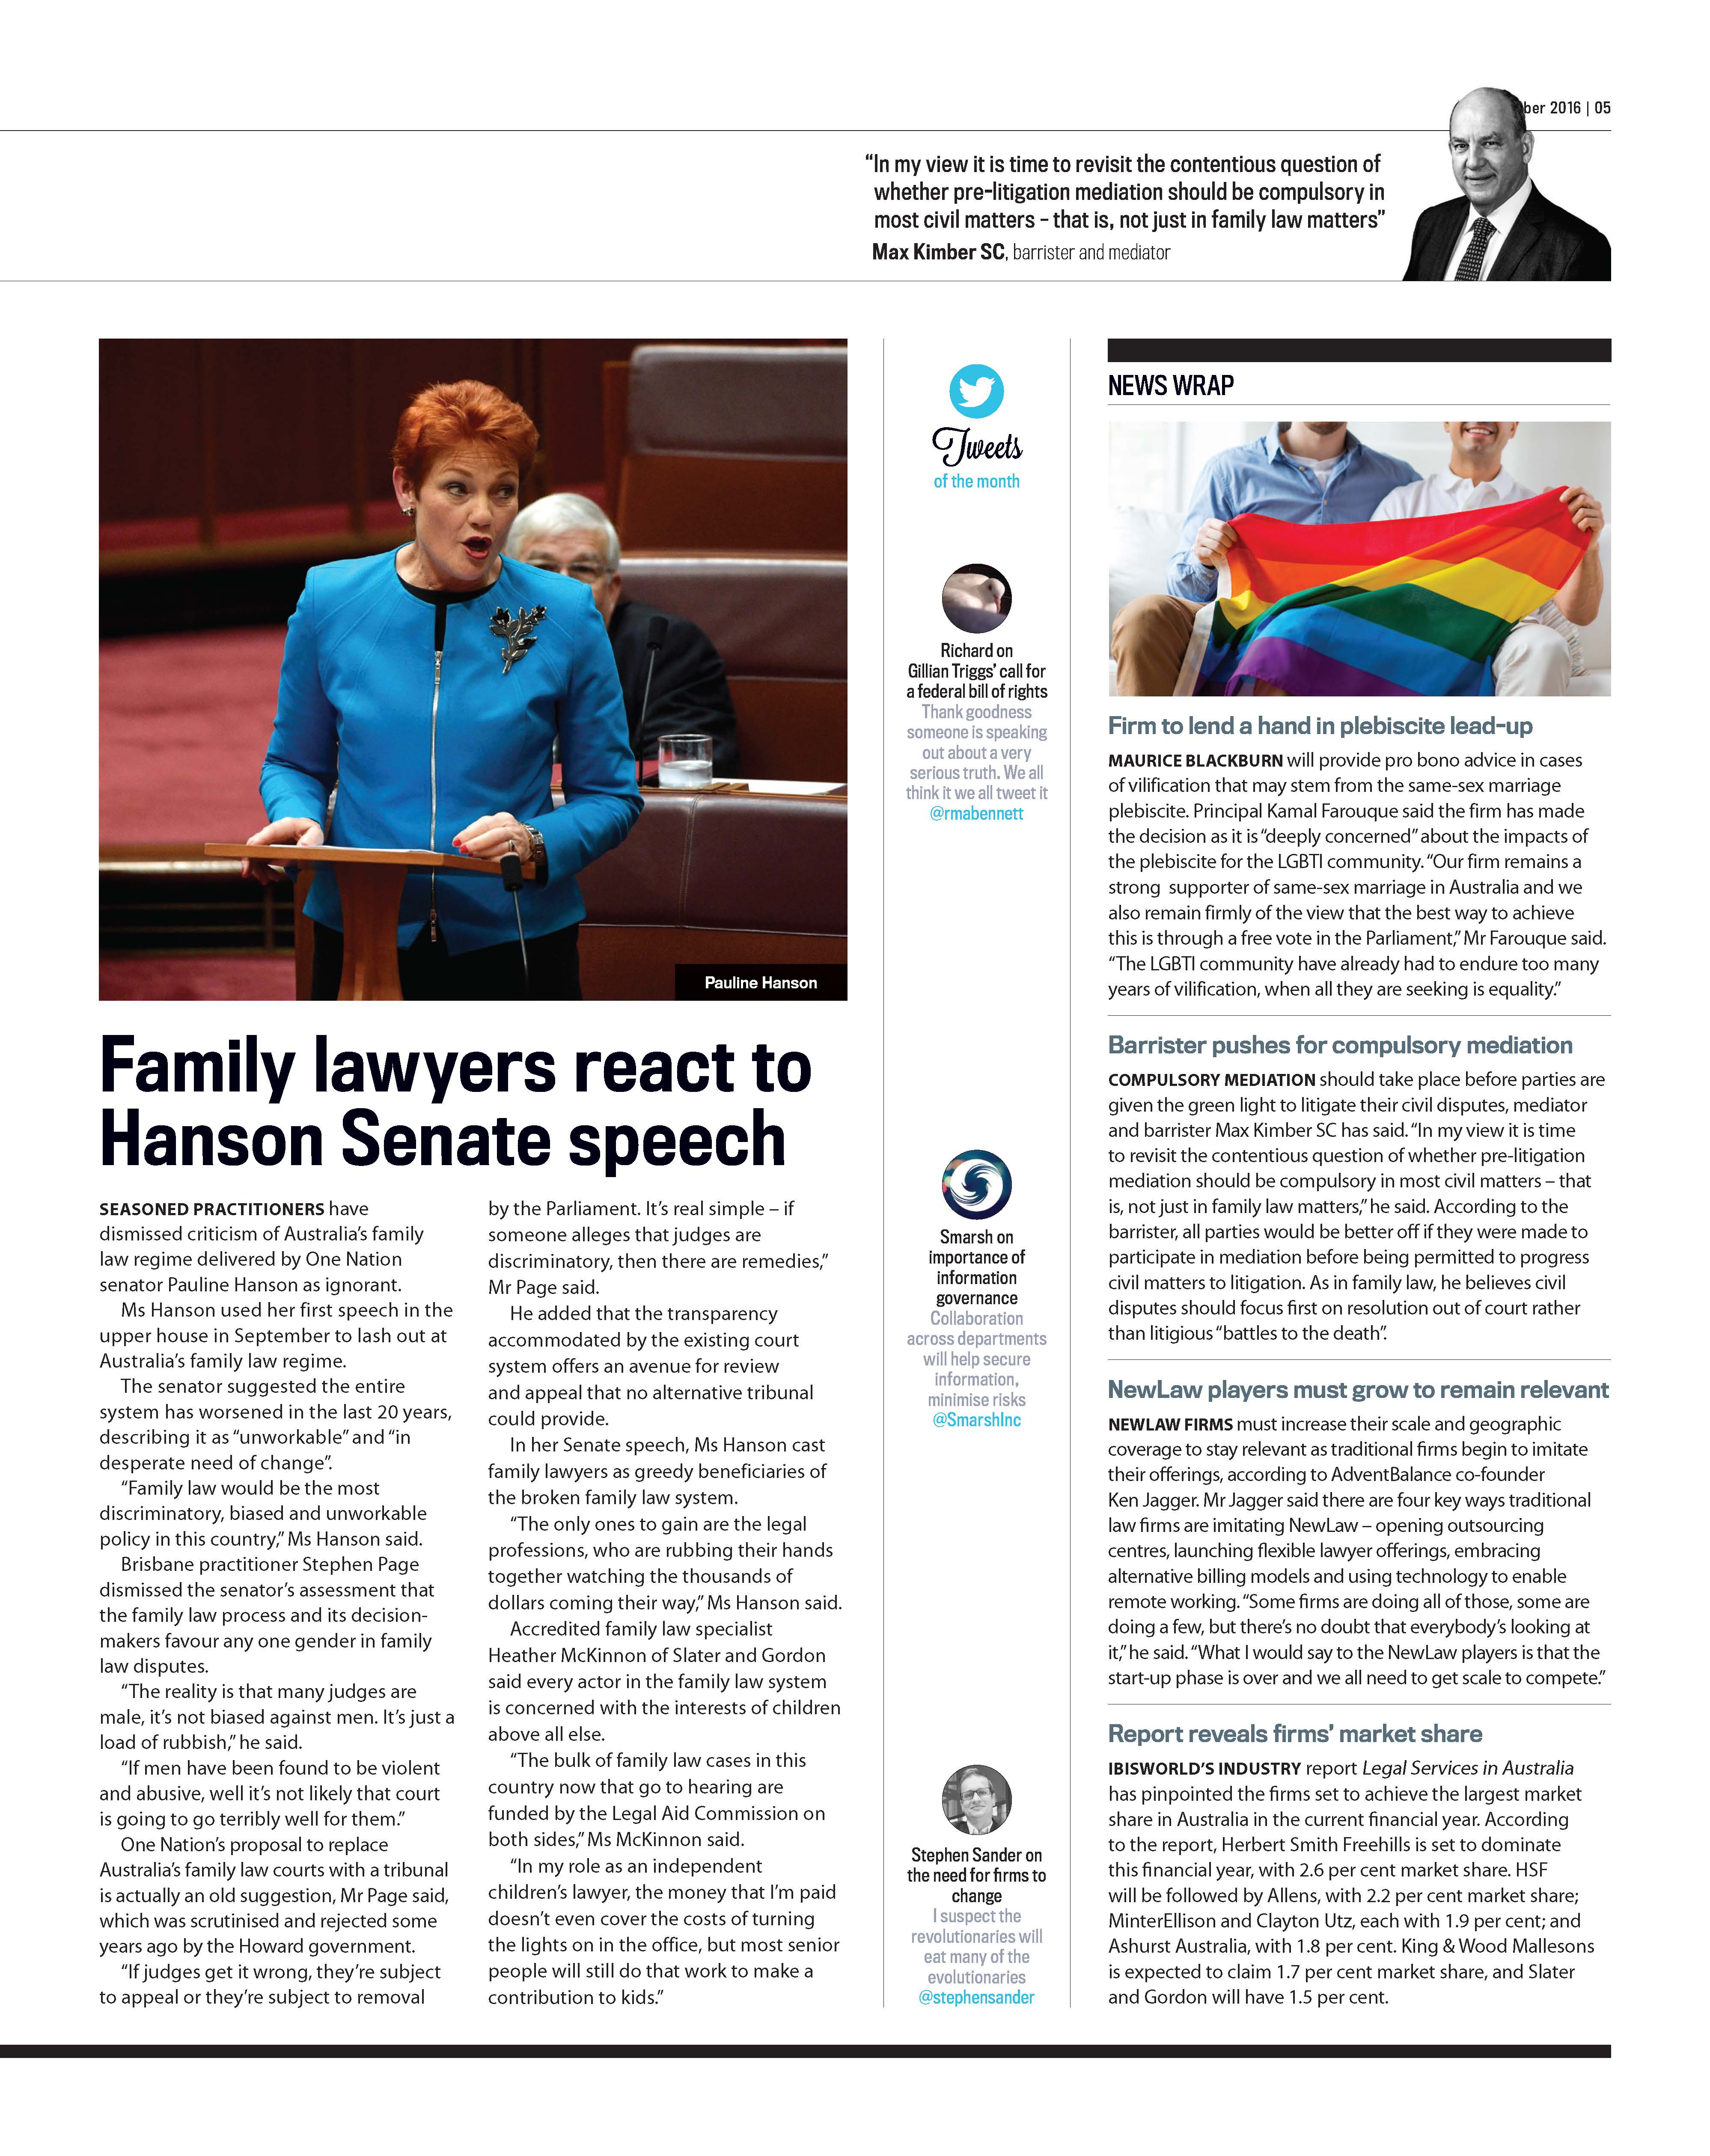 ber 2016 | 05
“In my view it is time to revisit the contentious question of
whether pre-litigation mediation should be compulsory in
most civil matters – that is, not just in family law matters”
Max Kimber SC, barrister and mediator
Pauline Hanson
Family lawyers react to
Hanson Senate speech
SEASONED PRACTITIONERS have
dismissed criticism of Australia’s family
law regime delivered by One Nation
senator Pauline Hanson as ignorant.
Ms Hanson used her first speech in the
upper house in September to lash out at
Australia’s family law regime.
The senator suggested the entire
system has worsened in the last 20 years,
describing it as “unworkable” and “in
desperate need of change”.
“Family law would be the most
discriminatory, biased and unworkable
policy in this country,” Ms Hanson said.
Brisbane practitioner Stephen Page
dismissed the senator’s assessment that
the family law process and its decision-
makers favour any one gender in family
law disputes.
“The reality is that many judges are
male, it’s not biased against men. It’s just a
load of rubbish,” he said.
“If men have been found to be violent
and abusive, well it’s not likely that court
is going to go terribly well for them.”
One Nation’s proposal to replace
Australia’s family law courts with a tribunal
is actually an old suggestion, Mr Page said,
which was scrutinised and rejected some
years ago by the Howard government.
“If judges get it wrong, they’re subject
to appeal or they’re subject to removal
by the Parliament. It’s real simple – if
someone alleges that judges are
discriminatory, then there are remedies,”
Mr Page said.
He added that the transparency
accommodated by the existing court
system offers an avenue for review
and appeal that no alternative tribunal
could provide.
In her Senate speech, Ms Hanson cast
family lawyers as greedy beneficiaries of
the broken family law system.
“The only ones to gain are the legal
professions, who are rubbing their hands
together watching the thousands of
dollars coming their way,” Ms Hanson said.
Accredited family law specialist
Heather McKinnon of Slater and Gordon
said every actor in the family law system
is concerned with the interests of children
above all else.
“The bulk of family law cases in this
country now that go to hearing are
funded by the Legal Aid Commission on
both sides,” Ms McKinnon said.
“In my role as an independent
children’s lawyer, the money that I’m paid
doesn’t even cover the costs of turning
the lights on in the office, but most senior
people will still do that work to make a
contribution to kids.”
Tweets
of the month
Richard on
Gillian Triggs’ call for
a federal bill of rights
Thank goodness
someone is speaking
out about a very
serious truth. We all
think it we all tweet it
@rmabennett
Smarsh on
importance of
information
governance
Collaboration
across departments
will help secure
information,
minimise risks
@SmarshInc
Stephen Sander on
the need for firms to
change
I suspect the
revolutionaries will
eat many of the
evolutionaries
@stephensander
NEWS WRAP
Firm to lend a hand in plebiscite lead-up
MAURICE BLACKBURN will provide pro bono advice in cases
of vilification that may stem from the same-sex marriage
plebiscite. Principal Kamal Farouque said the firm has made
the decision as it is “deeply concerned” about the impacts of
the plebiscite for the LGBTI community. “Our firm remains a
strong supporter of same-sex marriage in Australia and we
also remain firmly of the view that the best way to achieve
this is through a free vote in the Parliament,” Mr Farouque said.
“The LGBTI community have already had to endure too many
years of vilification, when all they are seeking is equality.”
Barrister pushes for compulsory mediation
COMPULSORY MEDIATION should take place before parties are
given the green light to litigate their civil disputes, mediator
and barrister Max Kimber SC has said. “In my view it is time
to revisit the contentious question of whether pre-litigation
mediation should be compulsory in most civil matters – that
is, not just in family law matters,” he said. According to the
barrister, all parties would be better off if they were made to
participate in mediation before being permitted to progress
civil matters to litigation. As in family law, he believes civil
disputes should focus first on resolution out of court rather
than litigious “battles to the death”.
NewLaw players must grow to remain relevant
NEWLAW FIRMS must increase their scale and geographic
coverage to stay relevant as traditional firms begin to imitate
their offerings, according to AdventBalance co-founder
Ken Jagger. Mr Jagger said there are four key ways traditional
law firms are imitating NewLaw – opening outsourcing
centres, launching flexible lawyer offerings, embracing
alternative billing models and using technology to enable
remote working. “Some firms are doing all of those, some are
doing a few, but there’s no doubt that everybody’s looking at
it,” he said. “What I would say to the NewLaw players is that the
start-up phase is over and we all need to get scale to compete.”
Report reveals firms’ market share
IBISWORLD’S INDUSTRY report Legal Services in Australia
has pinpointed the firms set to achieve the largest market
share in Australia in the current financial year. According
to the report, Herbert Smith Freehills is set to dominate
this financial year, with 2.6 per cent market share. HSF
will be followed by Allens, with 2.2 per cent market share;
MinterEllison and Clayton Utz, each with 1.9 per cent; and
Ashurst Australia, with 1.8 per cent. King & Wood Mallesons
is expected to claim 1.7 per cent market share, and Slater
and Gordon will have 1.5 per cent.